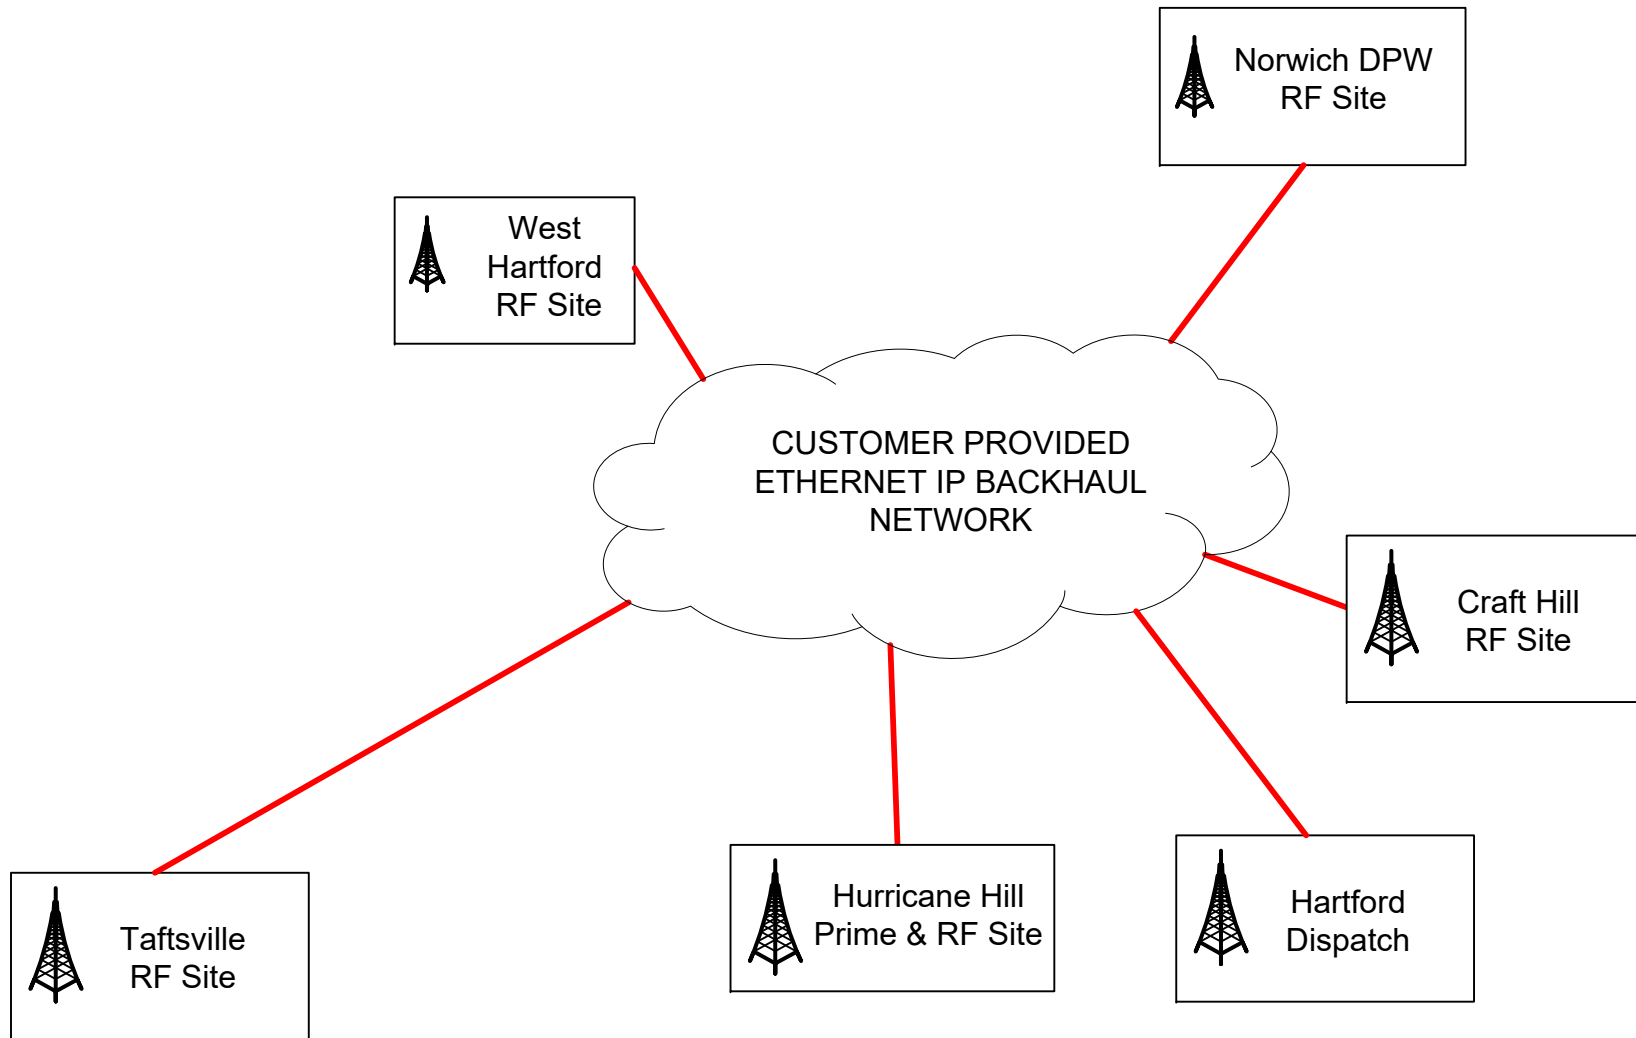 Norwich DPW
RF Site
West
Hartford
RF Site
CUSTOMER PROVIDED
ETHERNET IP BACKHAUL
NETWORK
Craft Hill
RF Site
Hurricane Hill
Prime & RF Site
Hartford
Dispatch
Taftsville
RF Site